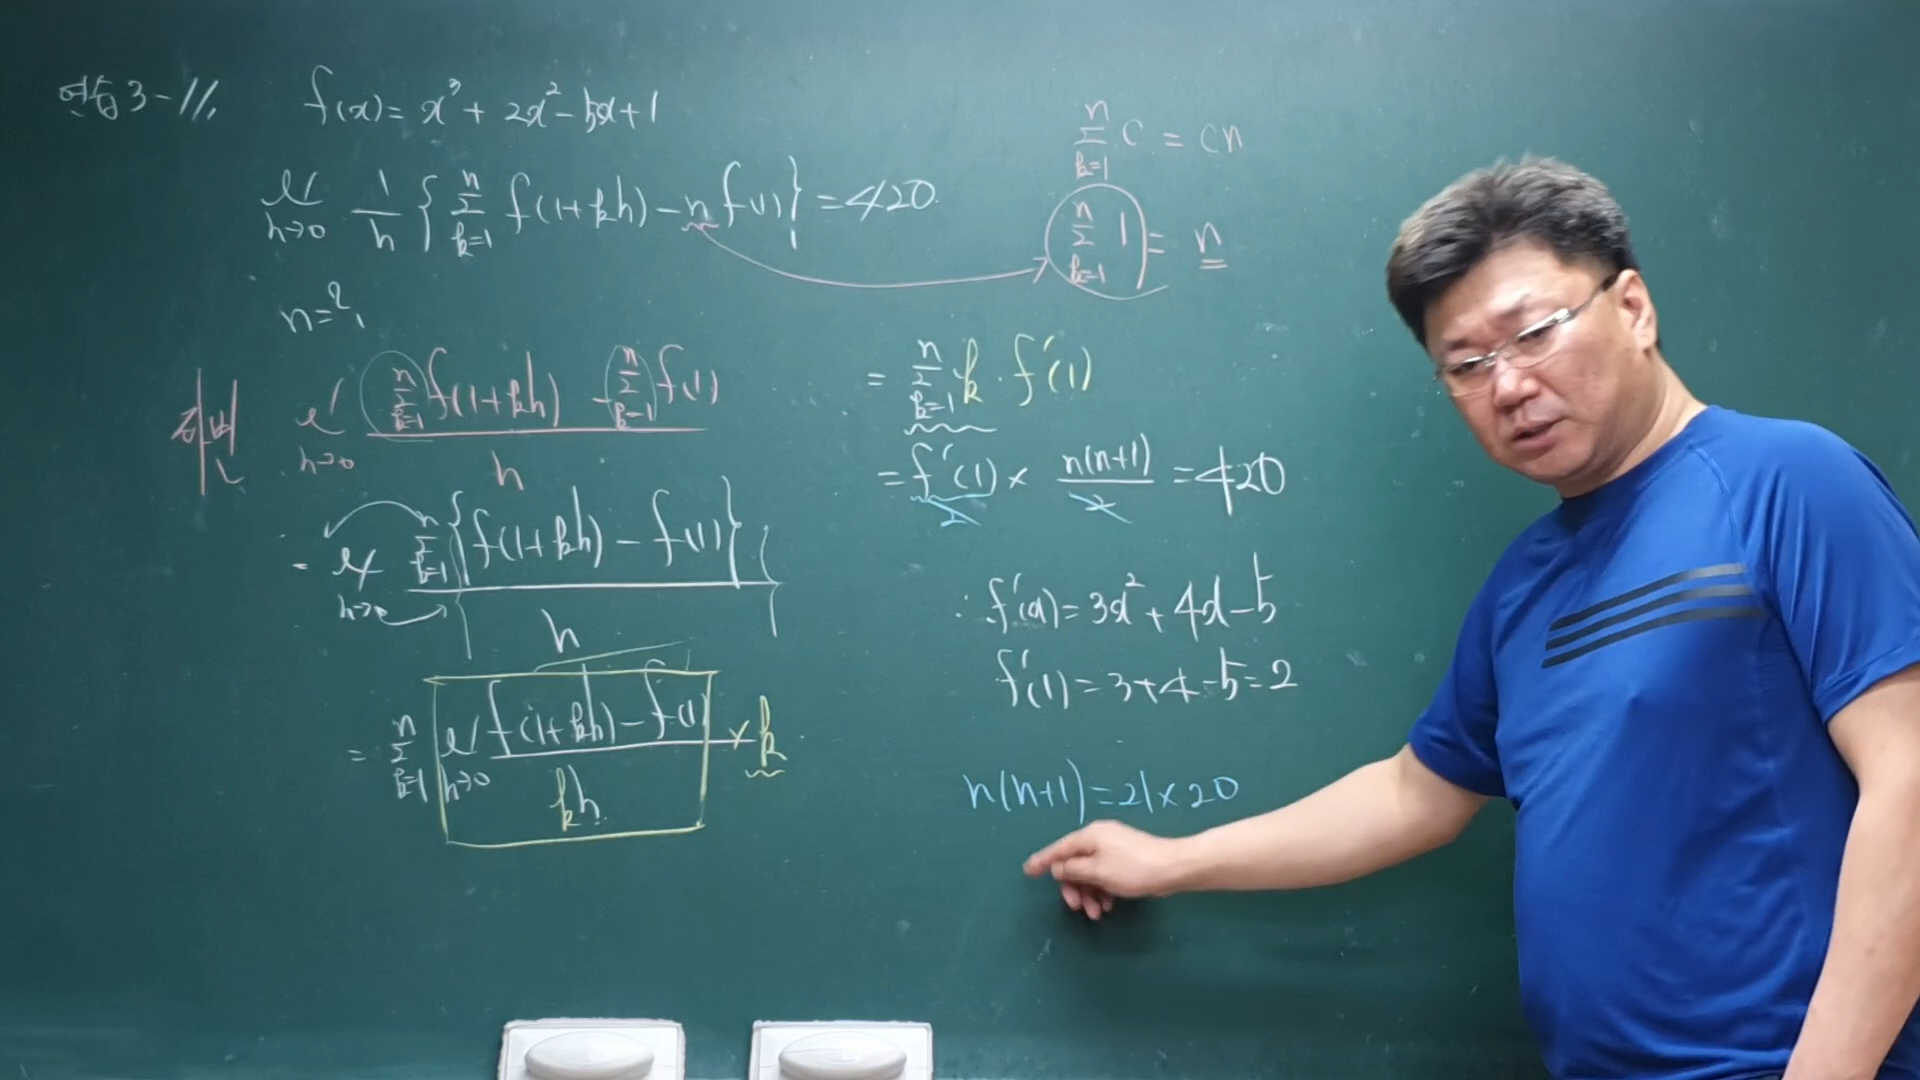 연습 3-11. f(x) = x³ + 2x² - 5x + 1
lim h→0 1/h { Σ k=1 n f(1+kh) - n f(1) } = 420.
n = ?
방법 1
lim h→0 (Σ k=1 n f(1+kh) - Σ k=1 n f(1)) / h
= lim h→0 Σ k=1 n { f(1+kh) - f(1) } / h
= Σ k=1 n lim h→0 (f(1+kh) - f(1)) / kh × k
Σ k=1 n C = cn
Σ k=1 n 1 = n
= Σ k=1 n k · f'(1)
= f'(1) × n(n+1)/2 = 420
2
∴ f'(x) = 3x² + 4x - 5
f'(1) = 3+4-5 = 2
n(n+1) = 21 × 20